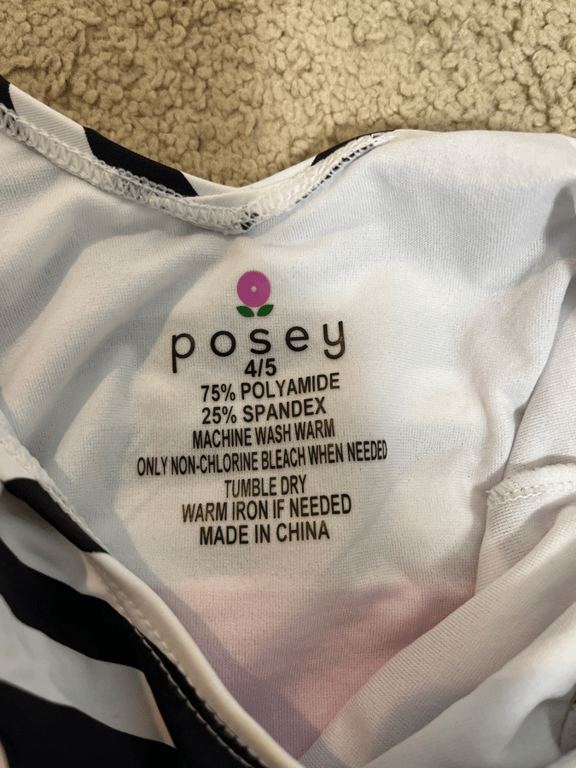 posey
4/5
75% POLYAMIDE
25% SPANDEX
MACHINE WASH WARM
ONLY NON-CHLORINE BLEACH WHEN NEEDED
TUMBLE DRY
WARM IRON IF NEEDED
MADE IN CHINA